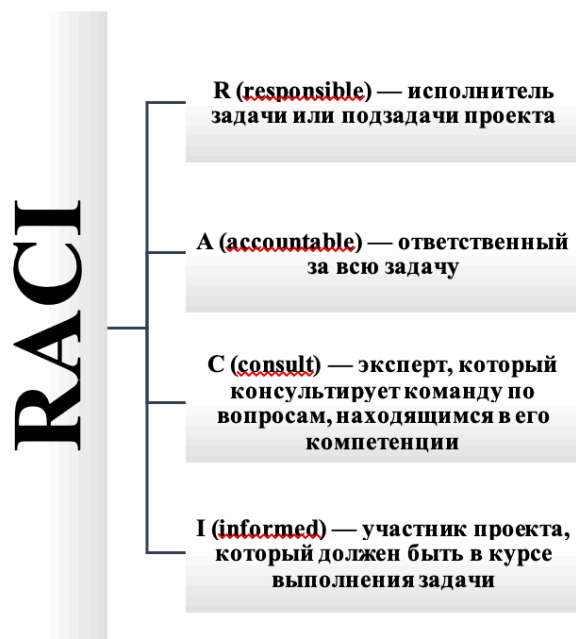 RACI
R (responsible) — исполнитель
задачи или подзадачи проекта
A (accountable) — ответственный
за всю задачу
C (consult) — эксперт, который
консультирует команду по
вопросам, находящимся в его
компетенции
I (informed) — участник проекта,
который должен быть в курсе
выполнения задачи